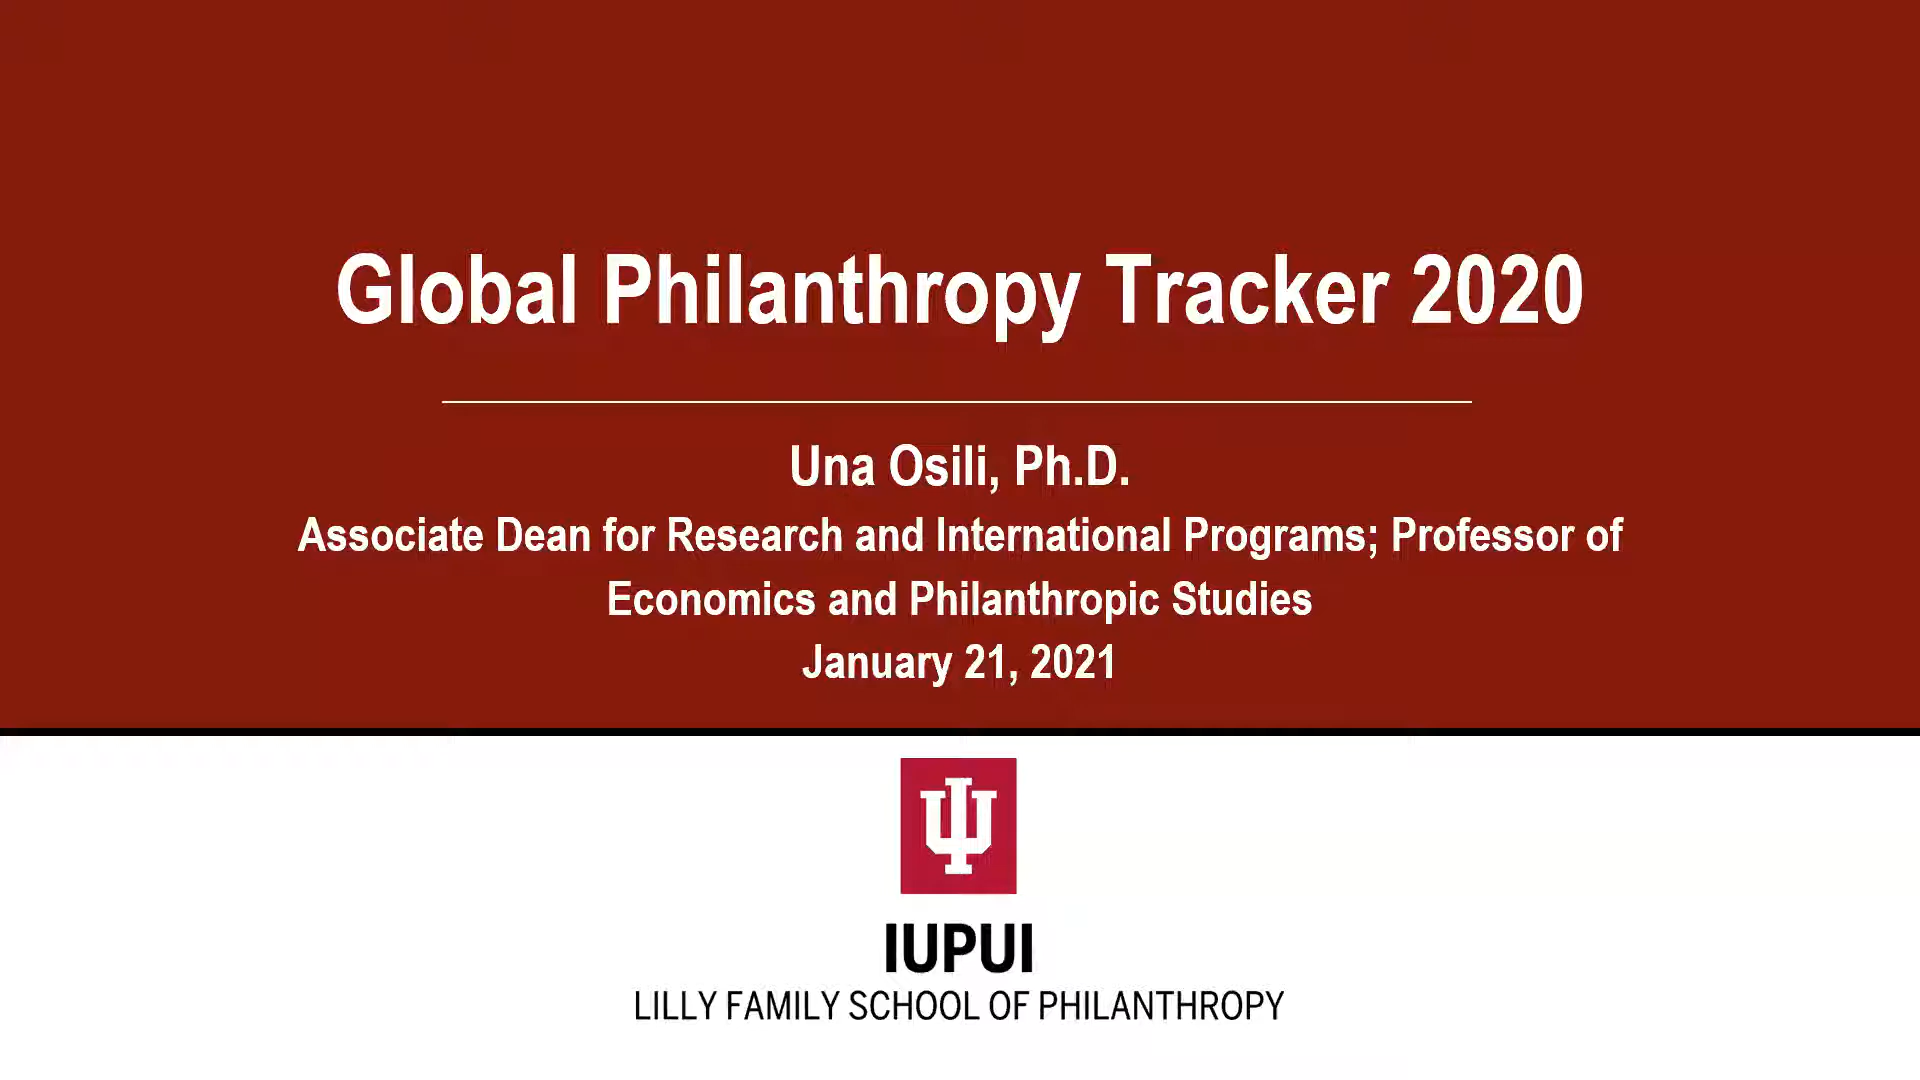 Global Philanthropy Tracker 2020
Una Osili, Ph.D.
Associate Dean for Research and International Programs; Professor of
Economics and Philanthropic Studies
January 21, 2021
IUPUI
LILLY FAMILY SCHOOL OF PHILANTHROPY